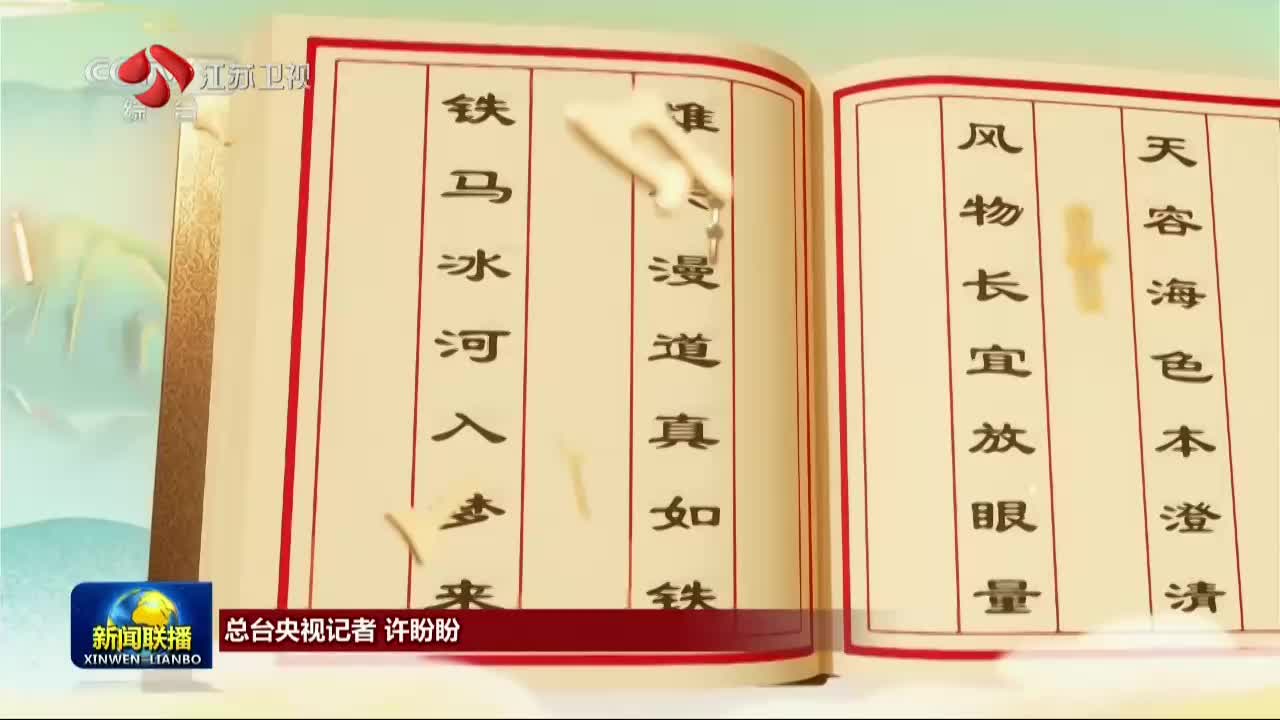 CCTV
综合
江苏卫视
天容海色本澄清
风物长宜放眼量
雄
漫道真如铁
铁马冰河入梦来
新闻联播
XINWEN LIANBO
总台央视记者 许盼盼